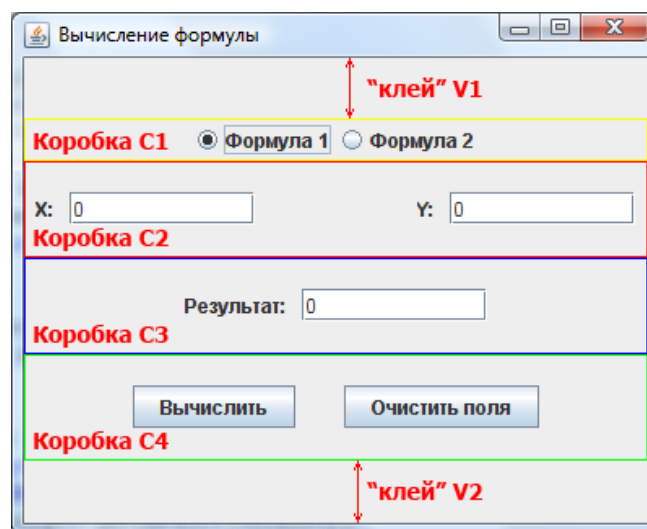 Вычисление формулы
“клей” V1
Коробка С1 Формула 1 Формула 2
X: 0 Y: 0
Коробка С2
Результат: 0
Коробка С3
Вычислить Очистить поля
Коробка С4
“клей” V2